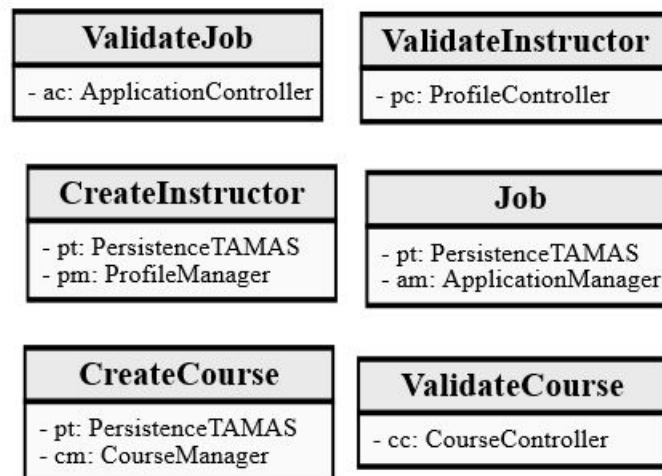 ValidateJob
- ac: ApplicationController
ValidateInstructor
- pc: ProfileController
CreateInstructor
- pt: PersistenceTAMAS
- pm: ProfileManager
Job
- pt: PersistenceTAMAS
- am: ApplicationManager
CreateCourse
- pt: PersistenceTAMAS
- cm: CourseManager
ValidateCourse
- cc: CourseController